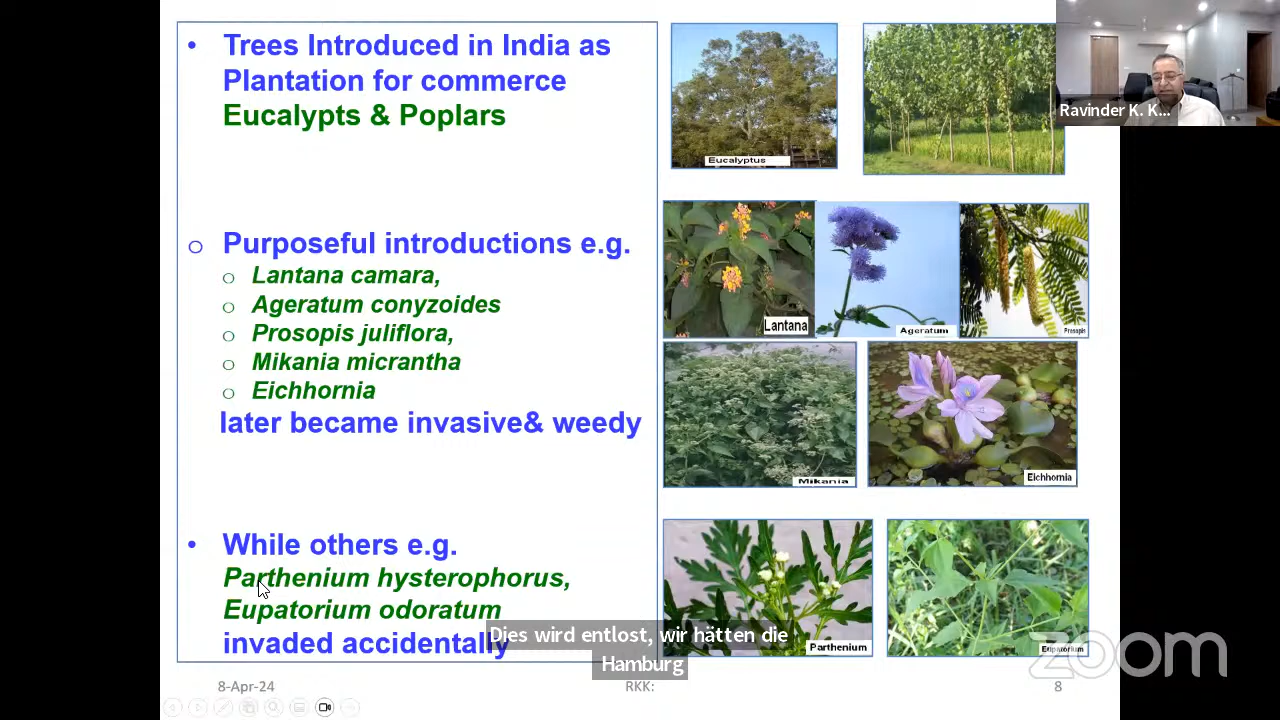 • Trees Introduced in India as
Plantation for commerce
Eucalypts & Poplars
o Purposeful introductions e.g.
o Lantana camara,
o Ageratum conyzoides
o Prosopis juliflora,
o Mikania micrantha
o Eichhornia
later became invasive& weedy
• While others e.g.
Parthenium hysterophorus,
Eupatorium odoratum
invaded accidentally
Eucalyptus
Lantana
Ageratum
Prosopis
Mikania
Eichhornia
Parthenium
Eupatorium
Ravinder K. K...
Dies wird entlost, wir hätten die
Hamburg
zoom
8-Apr-24
RKK:
8